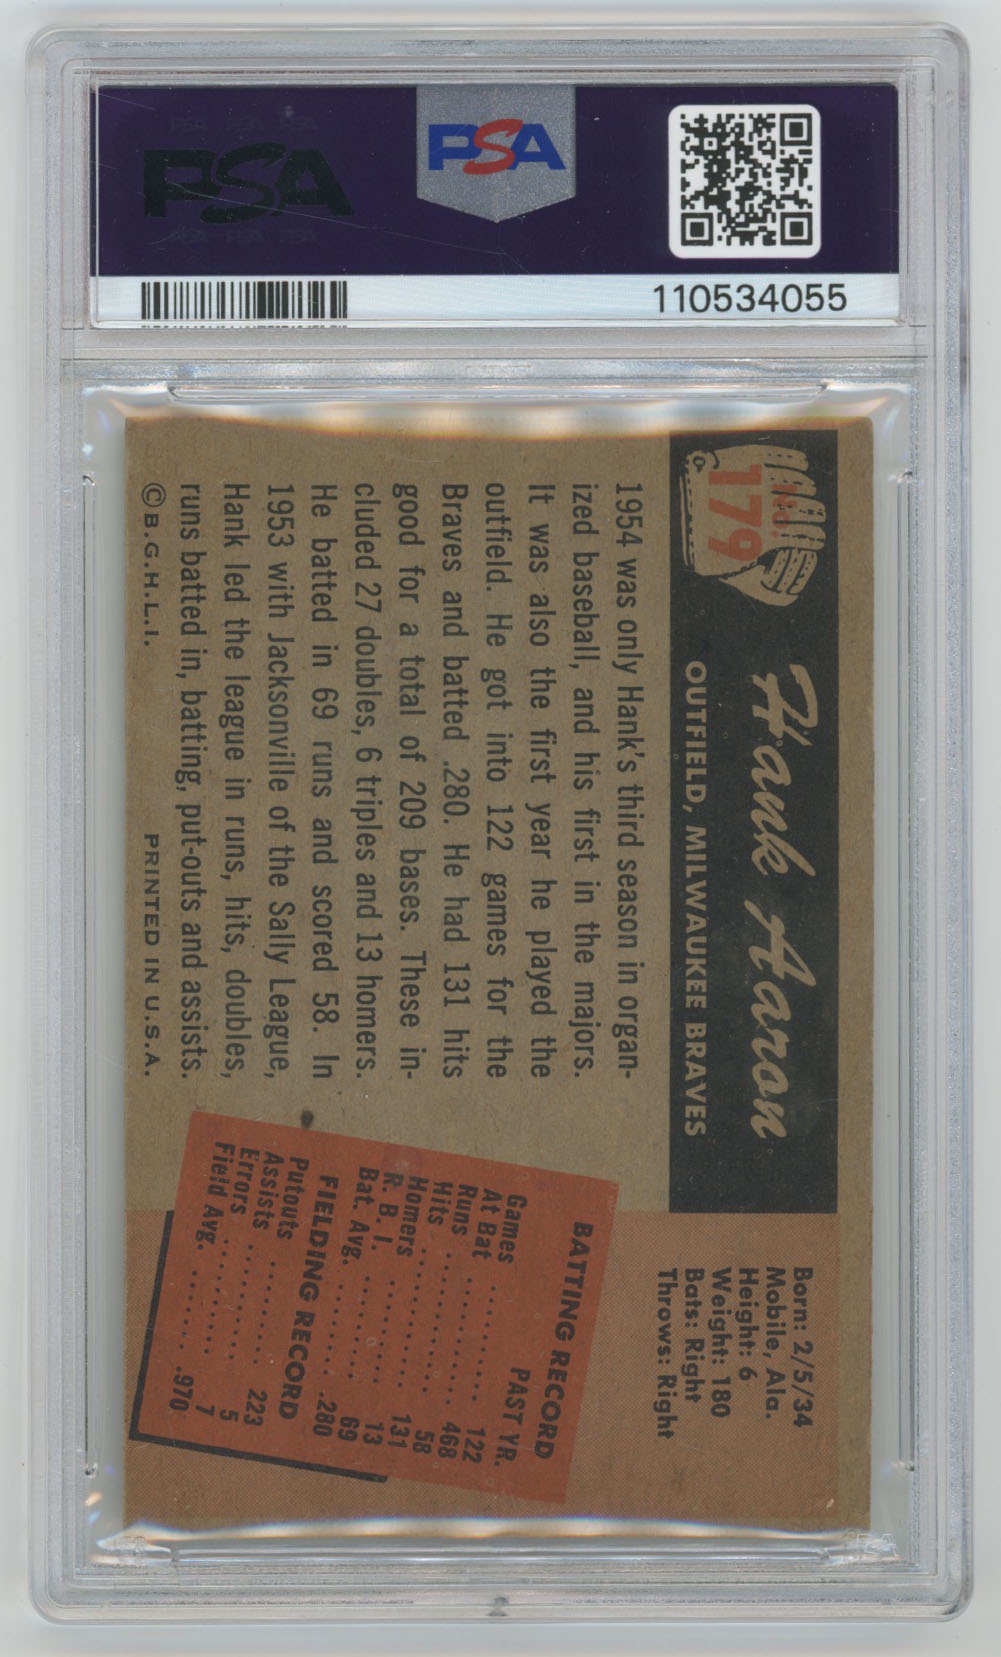 PSA
PSA
110534055
No.
179
Hank Aaron
OUTFIELD, MILWAUKEE BRAVES
Born: 2/5/34
Mobile, Ala.
Height: 6
Weight: 180
Bats: Right
Throws: Right
1954 was only Hank's third season in organ-
ized baseball, and his first in the majors.
It was also the first year he played the
outfield. He got into 122 games for the
Braves and batted .280. He had 131 hits
good for a total of 209 bases. These in-
cluded 27 doubles, 6 triples and 13 homers.
He batted in 69 runs and scored 58. In
1953 with Jacksonville of the Sally League,
Hank led the league in runs, hits, doubles,
runs batted in, batting, put-outs and assists.
©B.G.H.L.I. PRINTED IN U.S.A.
BATTING RECORD
PAST YR.
Games ......... 122
At Bat ......... 468
Runs ......... 58
Hits ......... 131
Homers ......... 13
R. B. I. ......... 69
Bat. Avg. ......... .280
FIELDING RECORD
Putouts ......... 223
Assists ......... 5
Errors ......... 7
Field Avg. ......... .970